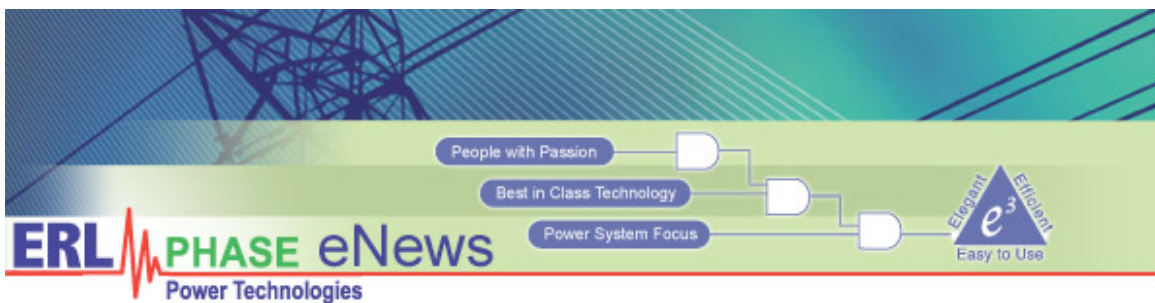 People with Passion
Best in Class Technology
Power System Focus
Elegant
Efficient
e³
Easy to Use
ERL PHASE eNews
Power Technologies